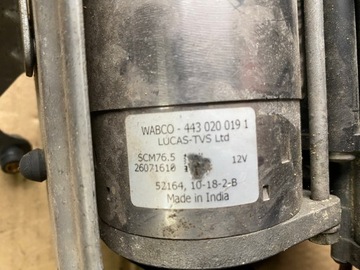 WABCO - 443 020 019 1
LUCAS-TVS Ltd
SCM76.5 12V
26071610
52164, 10-18-2-B
Made in India